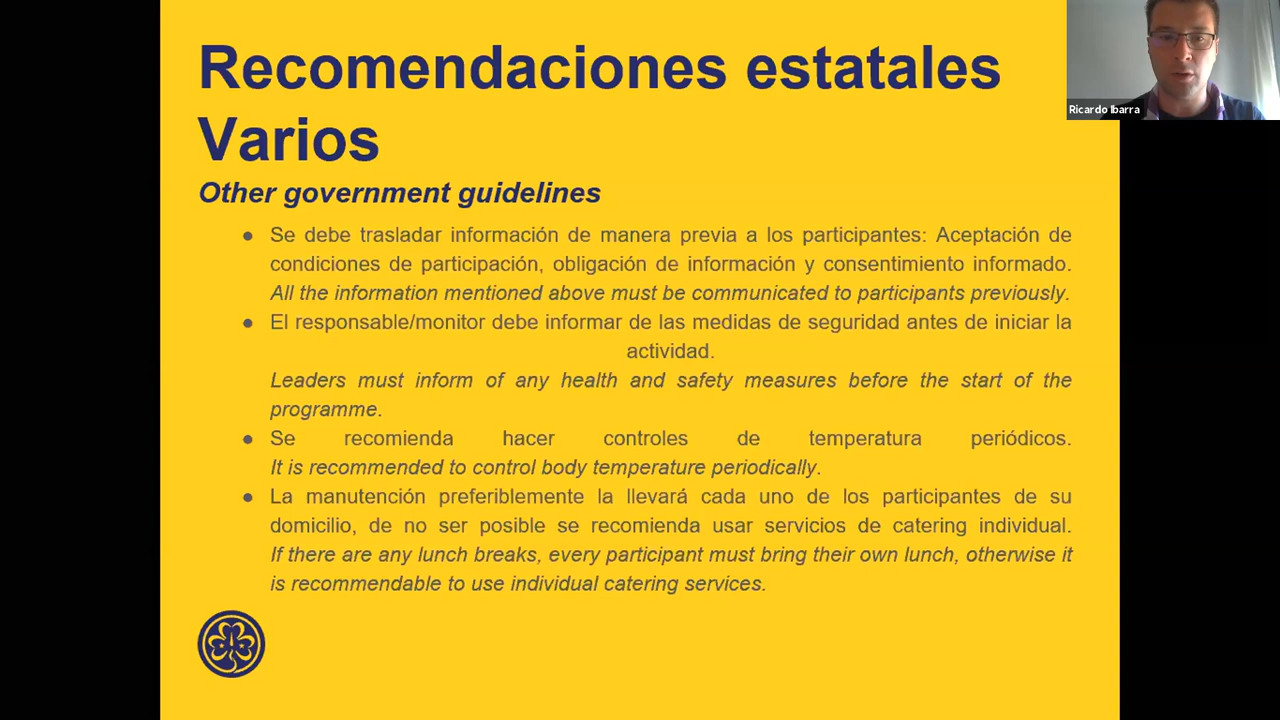 Recomendaciones estatales
Varios
Other government guidelines
Ricardo Ibarra
● Se debe trasladar información de manera previa a los participantes: Aceptación de
condiciones de participación, obligación de información y consentimiento informado.
All the information mentioned above must be communicated to participants previously.
● El responsable/monitor debe informar de las medidas de seguridad antes de iniciar la
actividad.
Leaders must inform of any health and safety measures before the start of the
programme.
● Se recomienda hacer controles de temperatura periódicos.
It is recommended to control body temperature periodically.
● La manutención preferiblemente la llevará cada uno de los participantes de su
domicilio, de no ser posible se recomienda usar servicios de catering individual.
If there are any lunch breaks, every participant must bring their own lunch, otherwise it
is recommendable to use individual catering services.